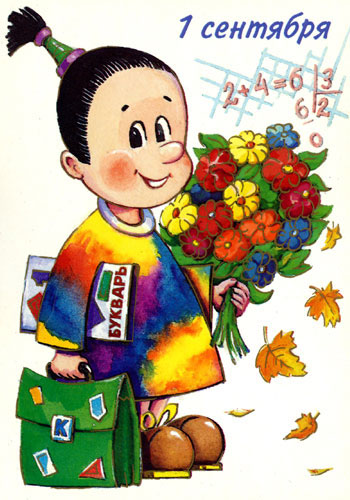 1 сентября
2+4=6 3
6 2
0
БУКВАРЬ
К